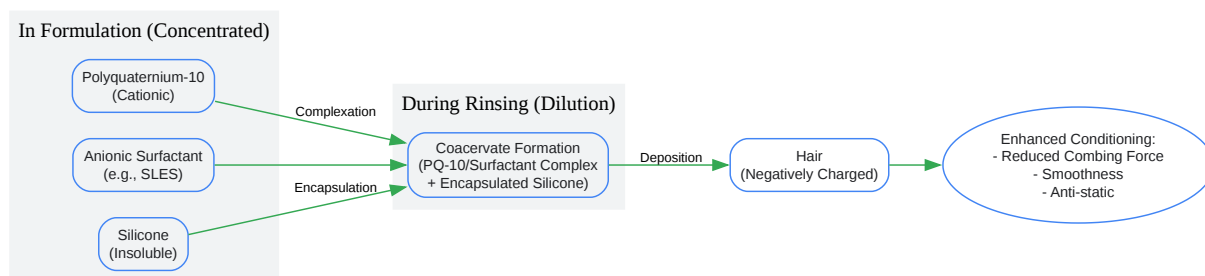 In Formulation (Concentrated)
Polyquaternium-10
(Cationic)
Anionic Surfactant
(e.g., SLES)
Silicone
(Insoluble)
Complexation
Encapsulation
During Rinsing (Dilution)
Coacervate Formation
(PQ-10/Surfactant Complex
+ Encapsulated Silicone)
Deposition
Hair
(Negatively Charged)
Enhanced Conditioning:
- Reduced Combing Force
- Smoothness
- Anti-static